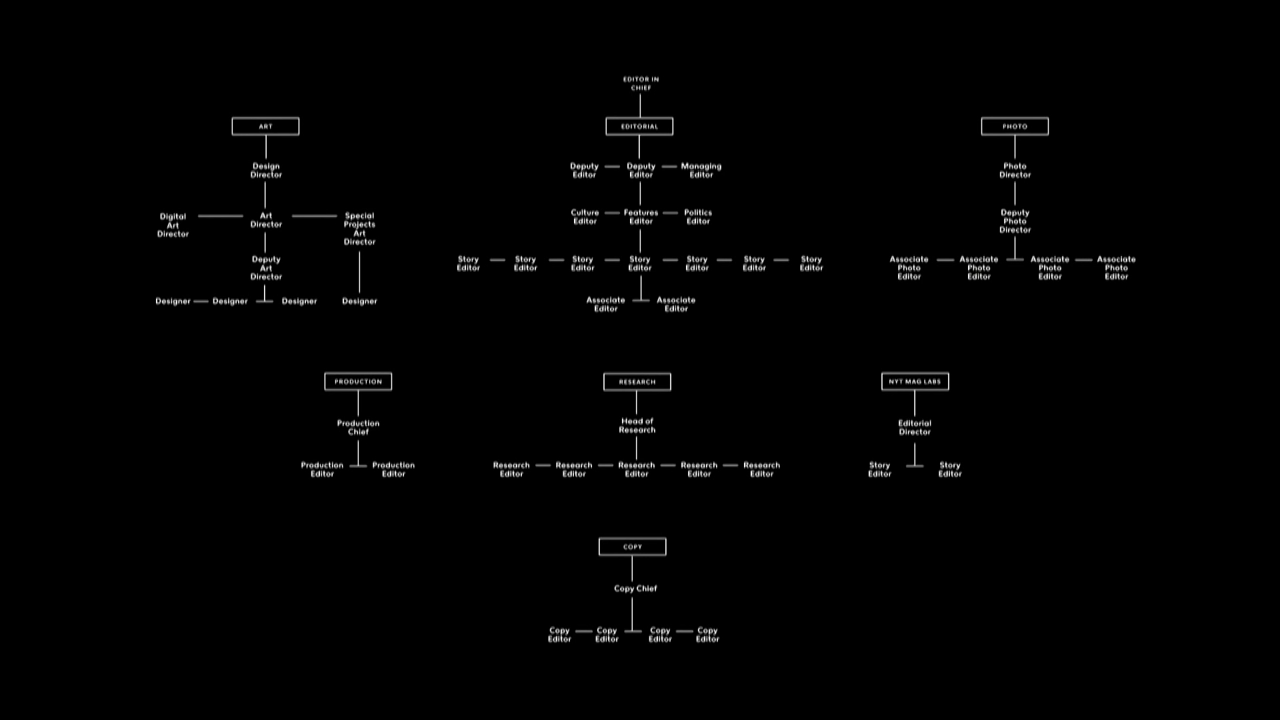 EDITOR IN
CHIEF
ART
EDITORIAL
PHOTO
Design
Director
Deputy
Editor
Deputy
Editor
Managing
Editor
Photo
Director
Digital
Art
Director
Art
Director
Special
Projects
Art
Director
Culture
Editor
Features
Editor
Politics
Editor
Deputy
Photo
Director
Deputy
Art
Director
Story
Editor
Story
Editor
Story
Editor
Story
Editor
Story
Editor
Story
Editor
Story
Editor
Associate
Photo
Editor
Associate
Photo
Editor
Associate
Photo
Editor
Associate
Photo
Editor
Designer
Designer
Designer
Designer
Associate
Editor
Associate
Editor
PRODUCTION
RESEARCH
NYT MAG LABS
Production
Chief
Head of
Research
Editorial
Director
Production
Editor
Production
Editor
Research
Editor
Research
Editor
Research
Editor
Research
Editor
Research
Editor
Story
Editor
Story
Editor
COPY
Copy Chief
Copy
Editor
Copy
Editor
Copy
Editor
Copy
Editor